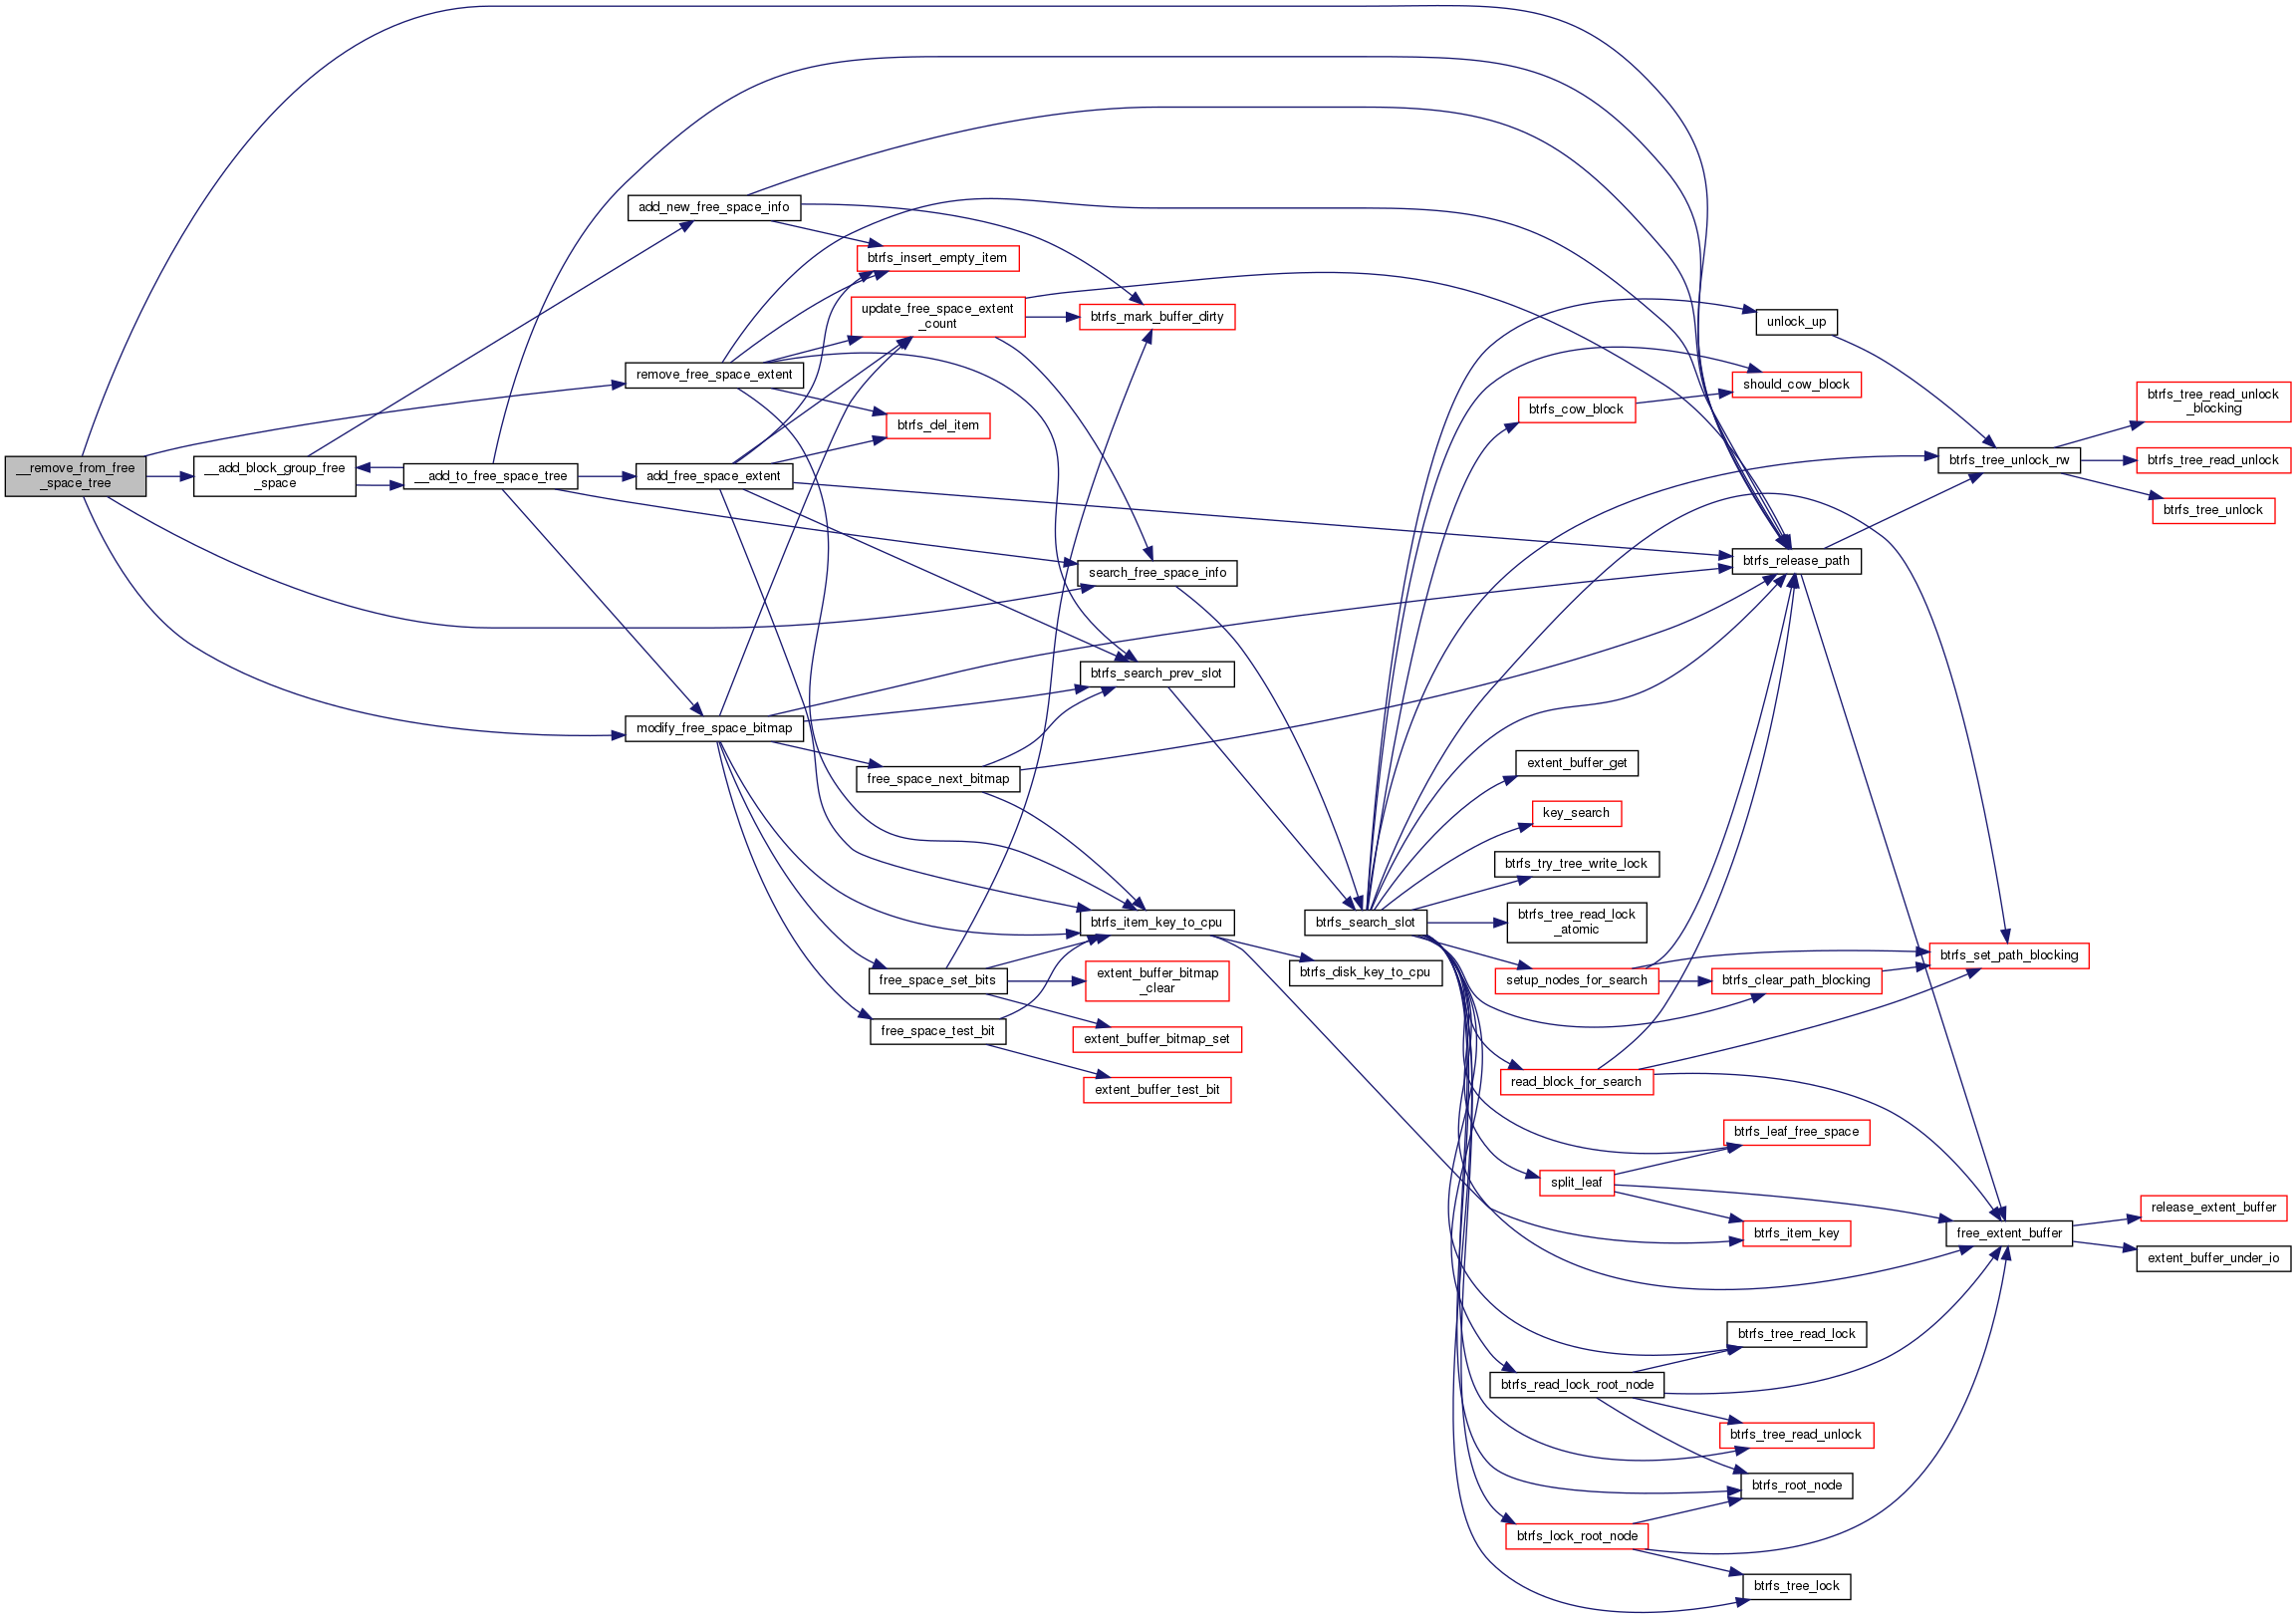 __remove_from_free
_space_tree
__add_block_group_free
_space
__add_to_free_space_tree
add_new_free_space_info
remove_free_space_extent
add_free_space_extent
modify_free_space_bitmap
btrfs_insert_empty_item
update_free_space_extent
_count
btrfs_del_item
free_space_next_bitmap
free_space_set_bits
free_space_test_bit
btrfs_mark_buffer_dirty
search_free_space_info
btrfs_search_prev_slot
btrfs_item_key_to_cpu
extent_buffer_bitmap
_clear
extent_buffer_bitmap_set
extent_buffer_test_bit
btrfs_search_slot
btrfs_disk_key_to_cpu
btrfs_cow_block
extent_buffer_get
key_search
btrfs_try_tree_write_lock
btrfs_tree_read_lock
_atomic
setup_nodes_for_search
read_block_for_search
split_leaf
btrfs_read_lock_root_node
btrfs_lock_root_node
unlock_up
should_cow_block
btrfs_release_path
btrfs_clear_path_blocking
btrfs_leaf_free_space
btrfs_item_key
btrfs_tree_read_lock
btrfs_tree_read_unlock
btrfs_root_node
btrfs_tree_lock
btrfs_tree_unlock_rw
btrfs_set_path_blocking
free_extent_buffer
btrfs_tree_read_unlock
_blocking
btrfs_tree_read_unlock
btrfs_tree_unlock
release_extent_buffer
extent_buffer_under_io